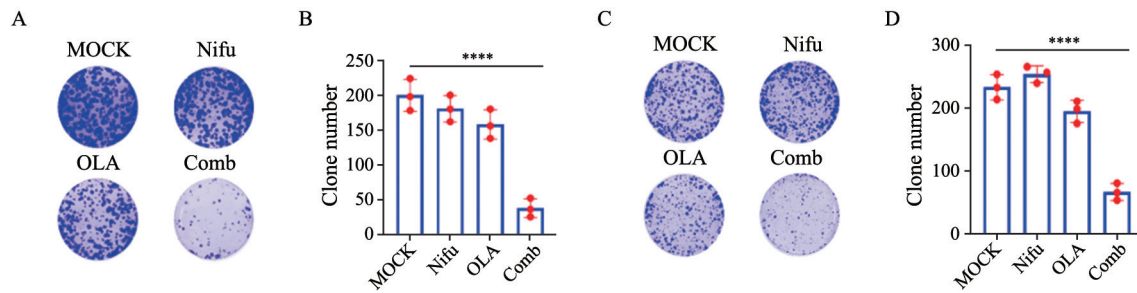 A
MOCK Nifu
OLA Comb
B
Clone number
250
200
150
100
50
0
****
MOCK Nifu OLA Comb
C
MOCK Nifu
OLA Comb
D
Clone number
300
200
100
0
****
MOCK Nifu OLA Comb